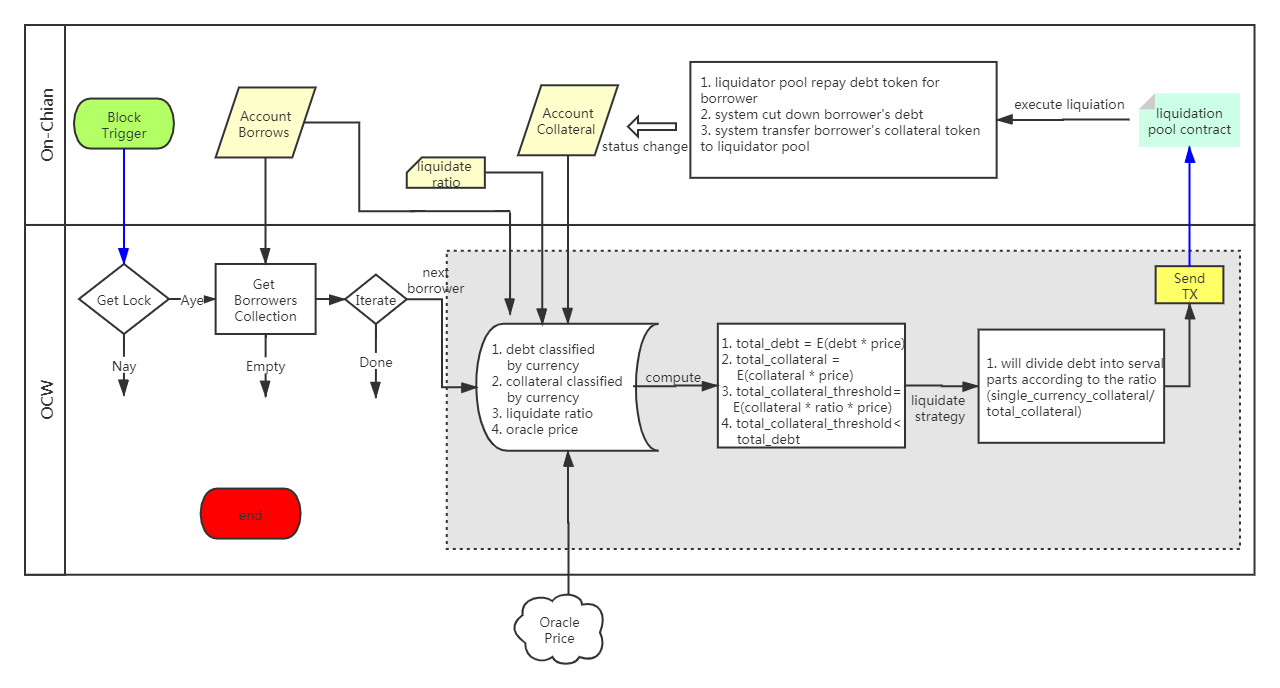 On-Chian
Block
Trigger
Account
Borrows
liquidate
ratio
Account
Collateral
status change
1. liquidator pool repay debt token for
borrower
2. system cut down borrower's debt
3. system transfer borrower's collateral token
to liquidator pool
execute liquiation
liquidation
pool contract
OCW
Get Lock
Aye
Nay
Get
Borrowers
Collection
Empty
Iterate
Done
next
borrower
1. debt classified
by currency
2. collateral classified
by currency
3. liquidate ratio
4. oracle price
compute
1. total_debt = E(debt * price)
2. total_collateral =
E(collateral * price)
3. total_collateral_threshold=
E(collateral * ratio * price)
4. total_collateral_threshold<
total_debt
liquidate
strategy
1. will divide debt into serval
parts according to the ratio
(single_currency_collateral/
total_collateral)
Send
TX
end
Oracle
Price